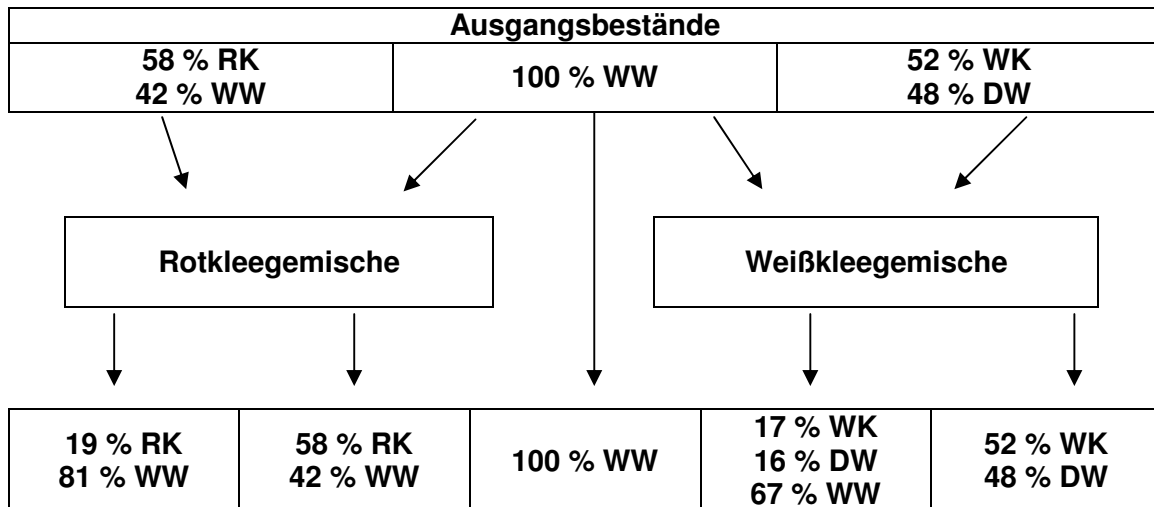 Ausgangsbestände
58 % RK
42 % WW
100 % WW
52 % WK
48 % DW
Rotkleegemische
Weißkleegemische
19 % RK
81 % WW
58 % RK
42 % WW
100 % WW
17 % WK
16 % DW
67 % WW
52 % WK
48 % DW